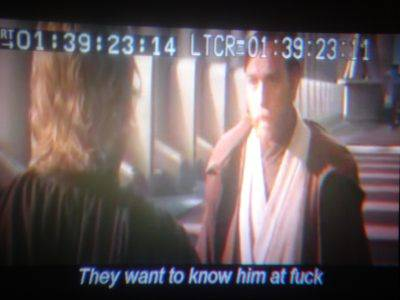 RT 01:39:23:14 LTCR=01:39:23:11
They want to know him at fuck